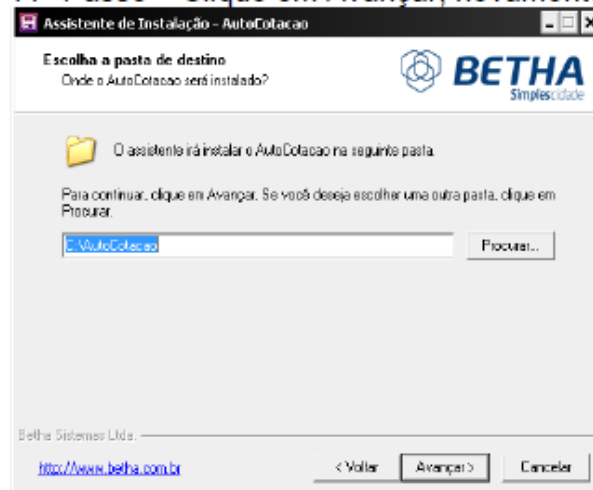 Assistente de Instalação - AutoCotacao
Escolha a pasta de destino
Onde o AutoCotacao será instalado?
BETHA
Simplescidade
O assistente irá instalar o AutoCotacao na seguinte pasta.
Para continuar, clique em Avançar. Se você deseja escolher uma outra pasta, clique em
Procurar.
C:\AutoCotacao
Procurar...
Betha Sistemas Ltda.
http://www.betha.com.br
< Voltar
Avançar >
Cancelar